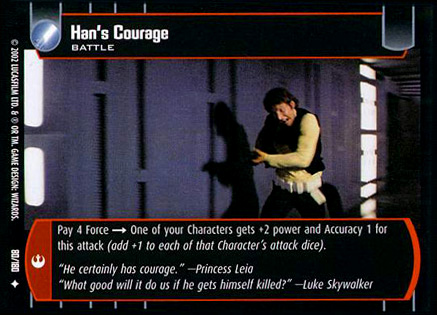 Han's Courage
BATTLE
© 2002 LUCASFILM LTD. & ® OR TM. GAME DESIGN: WIZARDS.
80/180
Pay 4 Force → One of your Characters gets +2 power and Accuracy 1 for
this attack (add +1 to each of that Character's attack dice).
"He certainly has courage." —Princess Leia
"What good will it do us if he gets himself killed?" —Luke Skywalker